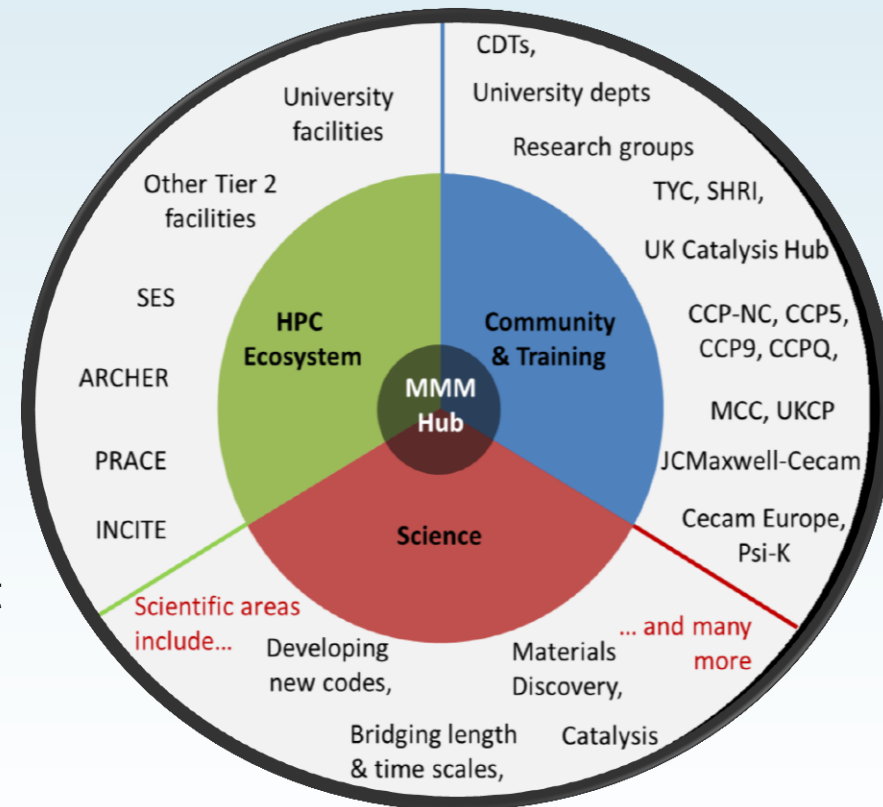 CDTs,
University depts
Research groups
TYC, SHRI,
UK Catalysis Hub
CCP-NC, CCP5,
CCP9, CCPQ,
MCC, UKCP
JCMaxwell-Cecam
Cecam Europe,
Psi-K
University
facilities
Other Tier 2
facilities
SES
ARCHER
PRACE
INCITE
HPC
Ecosystem
Community
& Training
MMM
Hub
Science
Scientific areas
include...
Developing
new codes,
Bridging length
& time scales,
Materials
Discovery,
Catalysis
... and many
more